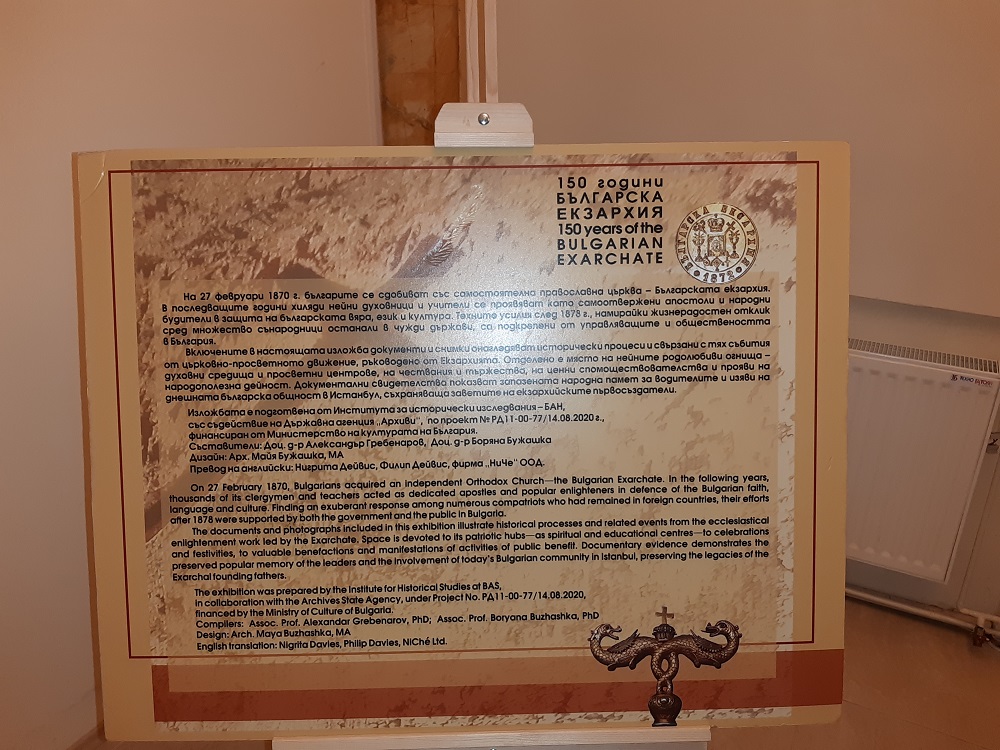 150 години
БЪЛГАРСКА
ЕКЗАРХИЯ
150 years of the
BULGARIAN
EXARCHATE
БЪЛГАРСКА ЕКСАРХИЯ
1872
На 27 февруари 1870 г. българите се сдобиват със самостоятелна православна църква – Българската екзархия.
В последващите години хиляди нейни духовници и учители се проявяват като самоотвержени апостоли и народни
будители в защита на българската вяра, език и култура. Техните усилия след 1878 г., намирайки жизнерадостен отклик
сред множество сънародници останали в чужди държави, са подкрепени от управляващите и обществеността
в България.
Включените в настоящата изложба документи и снимки онагледяват исторически процеси и свързани с тях събития
от църковно-просветното движение, ръководено от Екзархията. Отделено е място на нейните родолюбиви огнища –
духовни средища и просветни центрове, на чествания и тържества, на ценни спомоществователства и прояви на
народополезна дейност. Документални свидетелства показват запазената народна памет за водителите и изяви на
днешната българска общност в Истанбул, съхраняваща заветите на екзархийските първосъздатели.
Изложбата е подготвена от Института за исторически изследвания – БАН,
със съдействие на Държавна агенция „Архиви", по проект № РД11-00-77/14.08.2020 г.,
финансиран от Министерство на културата на България.
Съставители: Доц. д-р Александър Гребенаров, Доц. д-р Боряна Бужашка
Дизайн: Арх. Майя Бужашка, МА
Превод на английски: Нигрита Дейвис, Филип Дейвис, фирма „НиЧе" ООД.
On 27 February 1870, Bulgarians acquired an independent Orthodox Church—the Bulgarian Exarchate. In the following years,
thousands of its clergymen and teachers acted as dedicated apostles and popular enlighteners in defence of the Bulgarian faith,
language and culture. Finding an exuberant response among numerous compatriots who had remained in foreign countries, their efforts
after 1878 were supported by both the government and the public in Bulgaria.
The documents and photographs included in this exhibition illustrate historical processes and related events from the ecclesiastical
enlightenment work led by the Exarchate. Space is devoted to its patriotic hubs—as spiritual and educational centres—to celebrations
and festivities, to valuable benefactions and manifestations of activities of public benefit. Documentary evidence demonstrates the
preserved popular memory of the leaders and the involvement of today's Bulgarian community in Istanbul, preserving the legacies of the
Exarchal founding fathers.
The exhibition was prepared by the Institute for Historical Studies at BAS,
in collaboration with the Archives State Agency, under Project No. РД11-00-77/14.08.2020,
financed by the Ministry of Culture of Bulgaria.
Compilers: Assoc. Prof. Alexandar Grebenarov, PhD; Assoc. Prof. Boryana Buzhashka, PhD
Design: Arch. Maya Buzhashka, MA
English translation: Nigrita Davies, Philip Davies, NiChé Ltd.